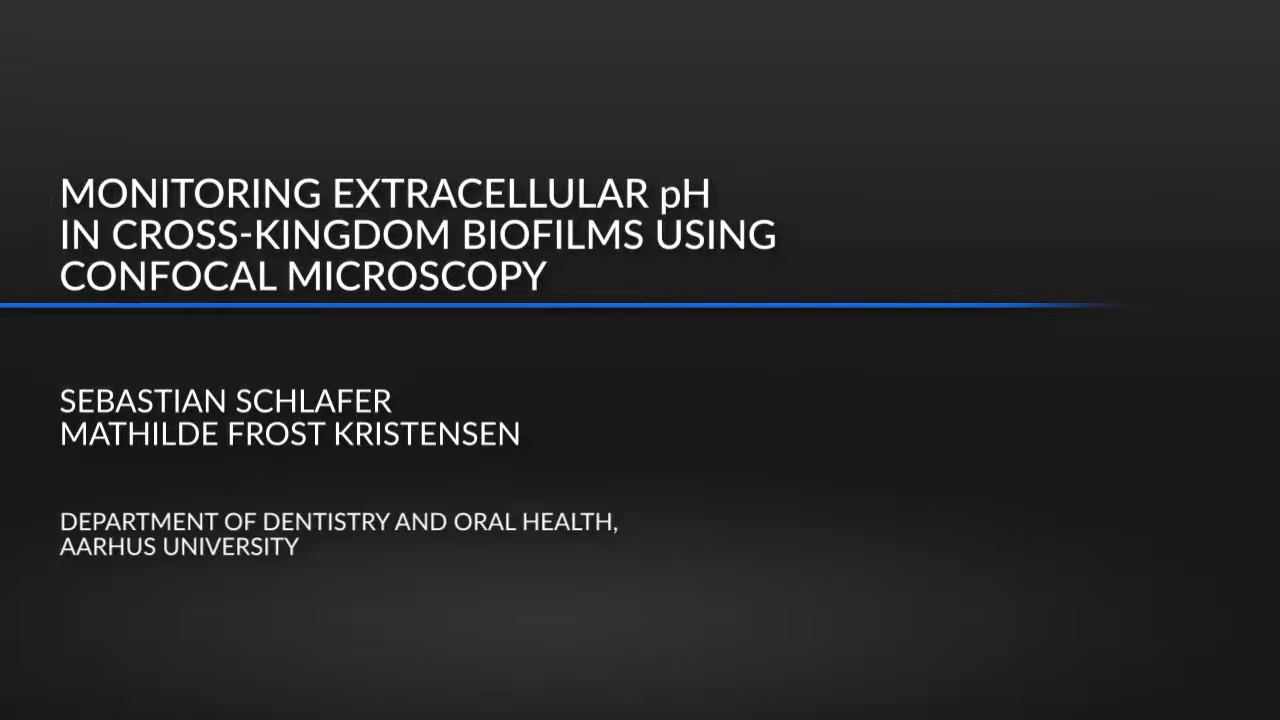 MONITORING EXTRACELLULAR pH
IN CROSS-KINGDOM BIOFILMS USING
CONFOCAL MICROSCOPY
SEBASTIAN SCHLAFER
MATHILDE FROST KRISTENSEN
DEPARTMENT OF DENTISTRY AND ORAL HEALTH,
AARHUS UNIVERSITY